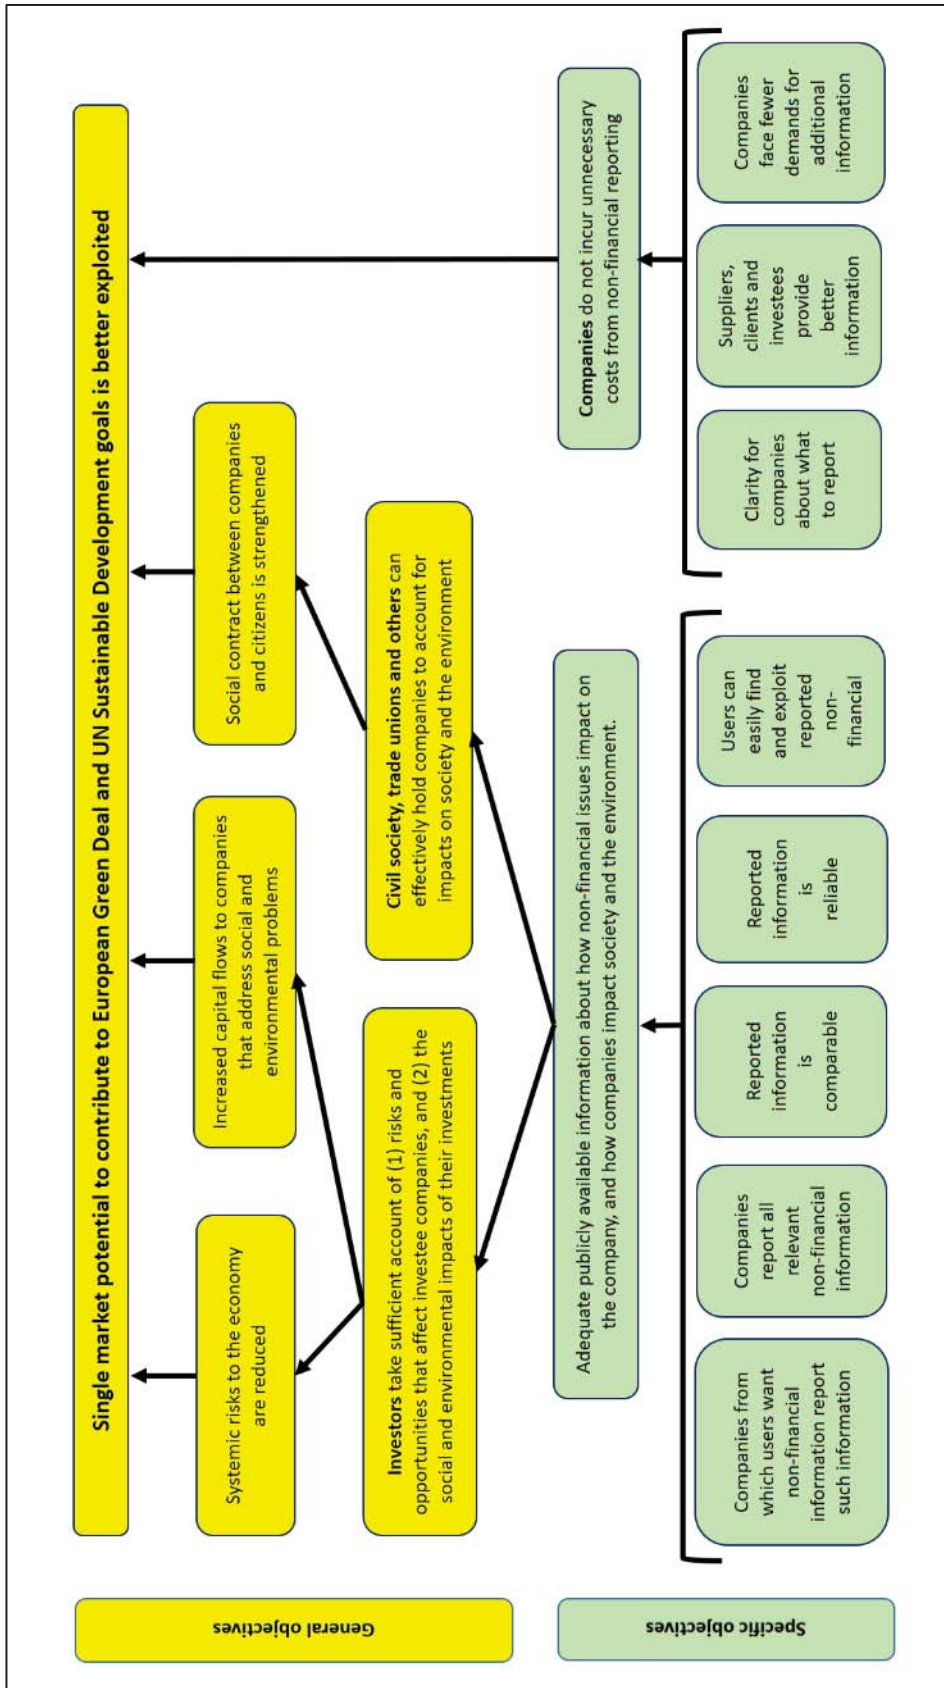 Single market potential to contribute to European Green Deal and UN Sustainable Development goals is better exploited
General objectives
Systemic risks to the economy
are reduced
Increased capital flows to companies
that address social and
environmental problems
Social contract between companies
and citizens is strengthened
Investors take sufficient account of (1) risks and
opportunities that affect investee companies, and (2) the
social and environmental impacts of their investments
Civil society, trade unions and others can
effectively hold companies to account for
impacts on society and the environment
Specific objectives
Adequate publicly available information about how non-financial issues impact on
the company, and how companies impact society and the environment.
Companies do not incur unnecessary
costs from non-financial reporting
Companies from
which users want
non-financial
information report
such information
Companies
report all
relevant
non-financial
information
Reported
information
is
comparable
Reported
information
is
reliable
Users can
easily find
and exploit
reported
non-
financial
Clarity for
companies
about what
to report
Suppliers,
clients and
investees
provide
better
information
Companies
face fewer
demands for
additional
information